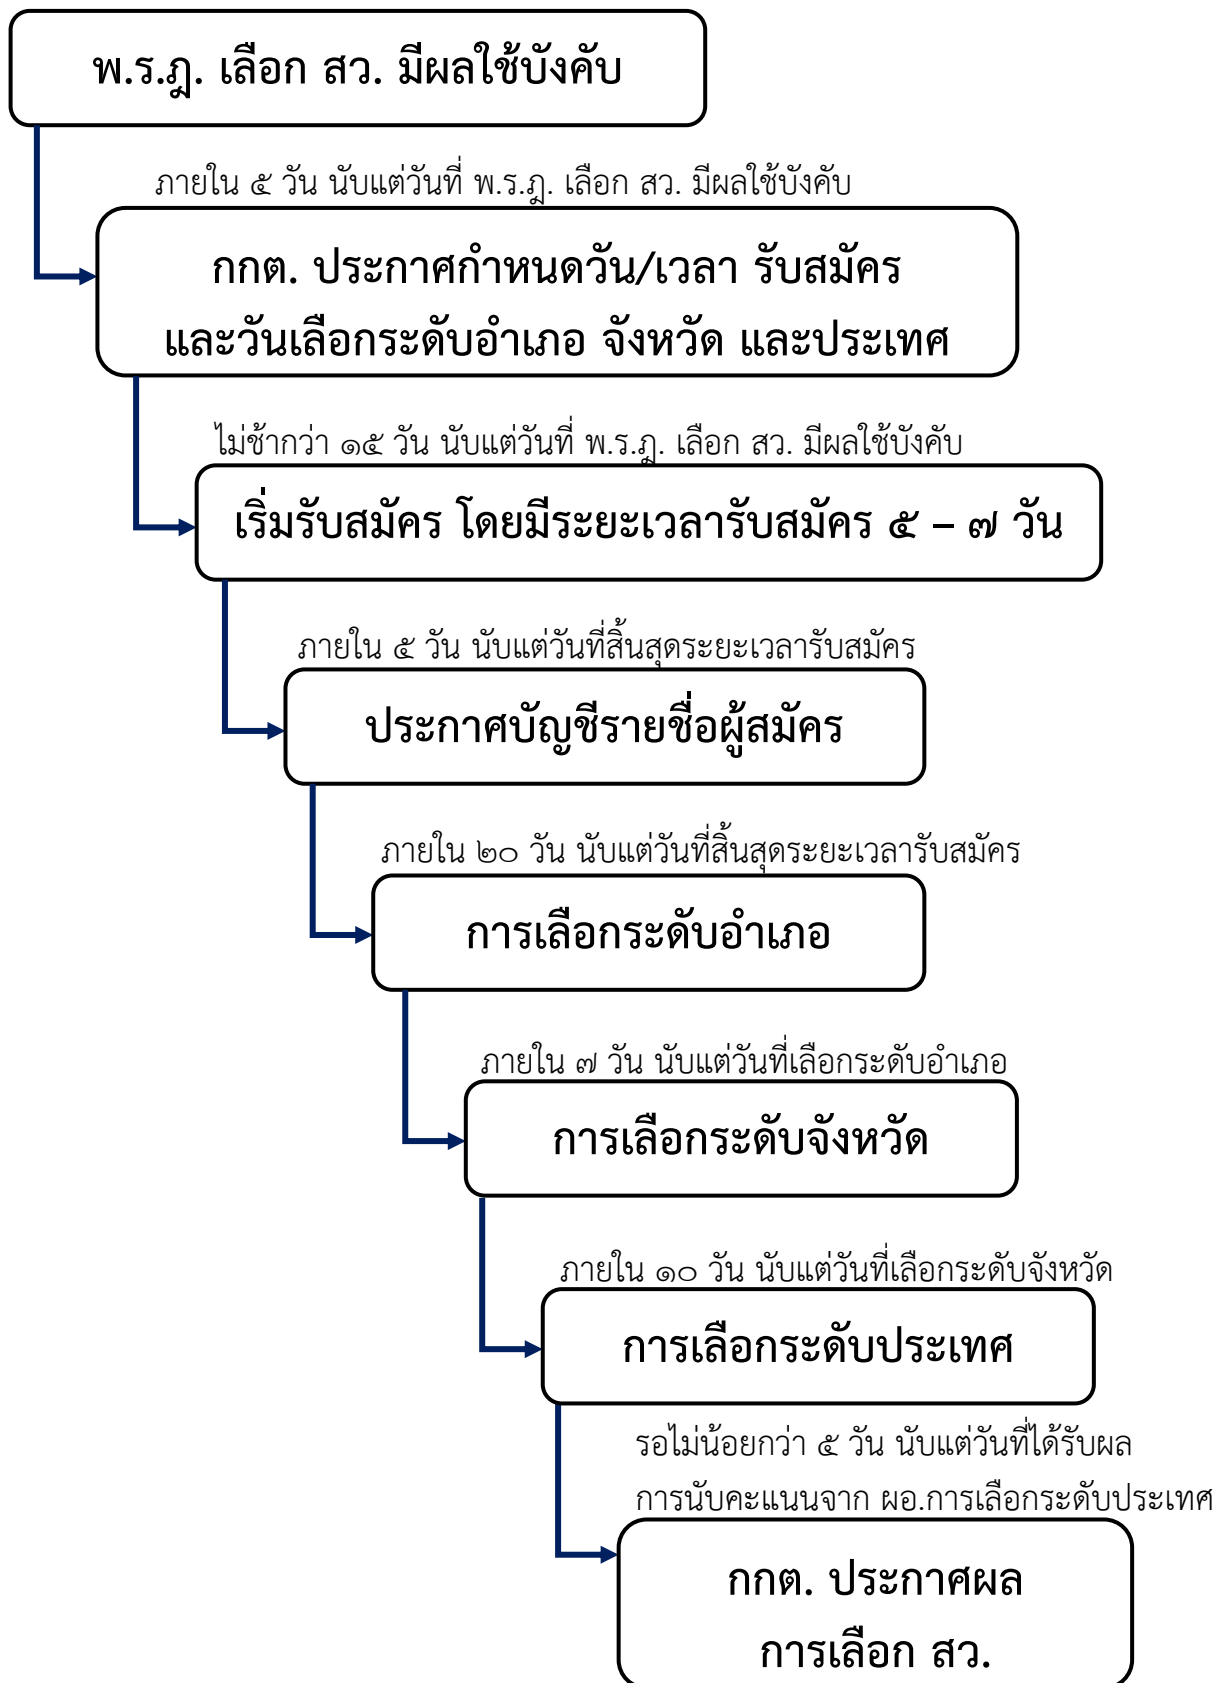 พ.ร.ฎ. เลือก สว. มีผลใช้บังคับ
ภายใน ๕ วัน นับแต่วันที่ พ.ร.ฎ. เลือก สว. มีผลใช้บังคับ
กกต. ประกาศกำหนดวัน/เวลา รับสมัคร
และวันเลือกระดับอำเภอ จังหวัด และประเทศ
ไม่ช้ากว่า ๑๕ วัน นับแต่วันที่ พ.ร.ฎ. เลือก สว. มีผลใช้บังคับ
เริ่มรับสมัคร โดยมีระยะเวลารับสมัคร ๕ – ๗ วัน
ภายใน ๕ วัน นับแต่วันที่สิ้นสุดระยะเวลารับสมัคร
ประกาศบัญชีรายชื่อผู้สมัคร
ภายใน ๒๐ วัน นับแต่วันที่สิ้นสุดระยะเวลารับสมัคร
การเลือกระดับอำเภอ
ภายใน ๗ วัน นับแต่วันที่เลือกระดับอำเภอ
การเลือกระดับจังหวัด
ภายใน ๑๐ วัน นับแต่วันที่เลือกระดับจังหวัด
การเลือกระดับประเทศ
รอไม่น้อยกว่า ๕ วัน นับแต่วันที่ได้รับผล
การนับคะแนนจาก ผอ.การเลือกระดับประเทศ
กกต. ประกาศผล
การเลือก สว.